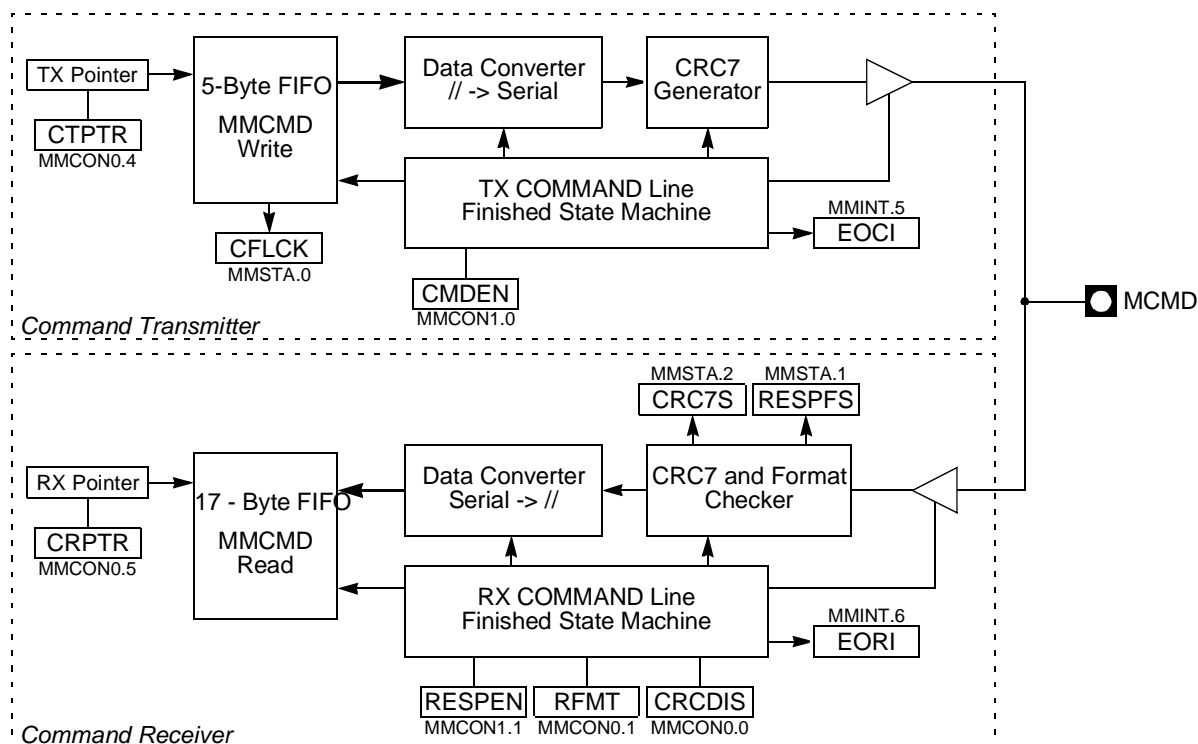 TX Pointer
CTPTR
MMCON0.4
5-Byte FIFO
MMCMD
Write
CFLCK
MMSTA.0
Data Converter
// -> Serial
CRC7
Generator
TX COMMAND Line
Finished State Machine
MMINT.5
EOCI
CMDEN
MMCON1.0
Command Transmitter
MCMD
MMSTA.2
CRC7S
MMSTA.1
RESPFS
RX Pointer
CRPTR
MMCON0.5
17 - Byte FIFO
MMCMD
Read
Data Converter
Serial -> //
CRC7 and Format
Checker
RX COMMAND Line
Finished State Machine
MMINT.6
EORI
RESPEN
MMCON1.1
RFMT
MMCON0.1
CRCDIS
MMCON0.0
Command Receiver